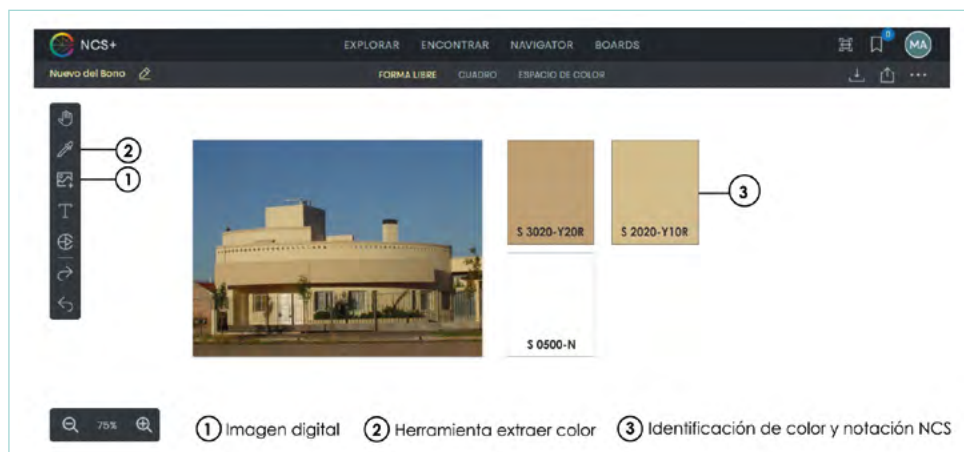 NCS+ EXPLORAR ENCONTRAR NAVIGATOR BOARDS 0 MA
Nuevo del Bono FORMA LIBRE CUADRO ESPACIO DE COLOR
T
2
1
3
S 3020-Y20R S 2020-Y10R
S 0500-N
75% 1 Imagen digital 2 Herramienta extraer color 3 Identificación de color y notación NCS